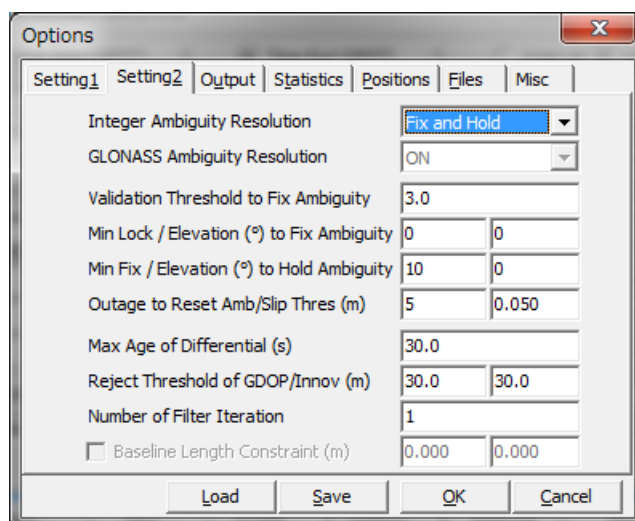 Options
Setting1 Setting2 Output Statistics Positions Files Misc
Integer Ambiguity Resolution Fix and Hold
GLONASS Ambiguity Resolution ON
Validation Threshold to Fix Ambiguity 3.0
Min Lock / Elevation (°) to Fix Ambiguity 0 0
Min Fix / Elevation (°) to Hold Ambiguity 10 0
Outage to Reset Amb/Slip Thres (m) 5 0.050
Max Age of Differential (s) 30.0
Reject Threshold of GDOP/Innov (m) 30.0 30.0
Number of Filter Iteration 1
Baseline Length Constraint (m) 0.000 0.000
Load Save OK Cancel